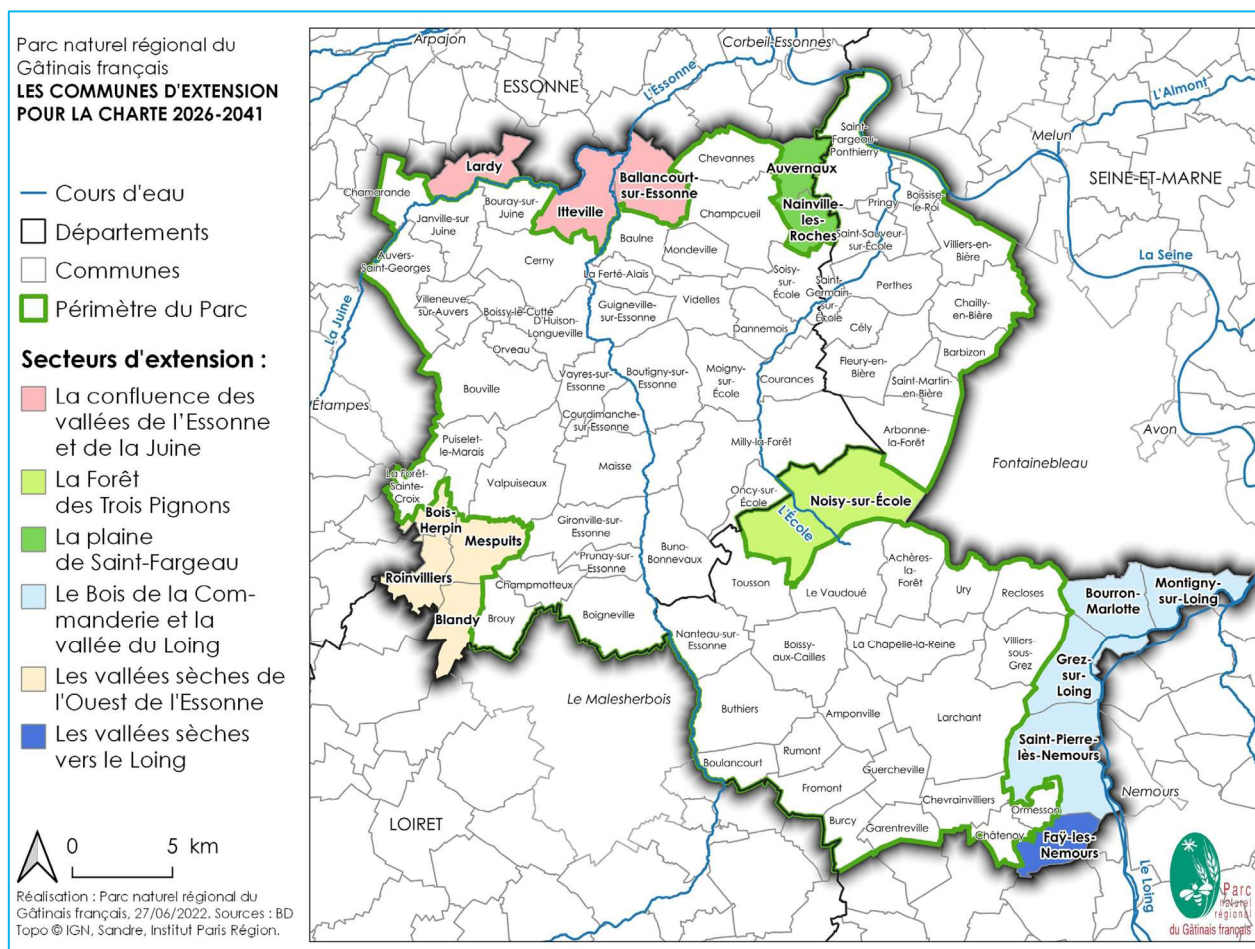 Parc naturel régional du
Gâtinais français
LES COMMUNES D'EXTENSION
POUR LA CHARTE 2026-2041
Cours d'eau
Départements
Communes
Périmètre du Parc
Secteurs d'extension :
La confluence des
vallées de l'Essonne
et de la Juine
La Forêt
des Trois Pignons
La plaine
de Saint-Fargeau
Le Bois de la Com-
manderie et la
vallée du Loing
Les vallées sèches de
l'Ouest de l'Essonne
Les vallées sèches
vers le Loing
0 5 km
Réalisation : Parc naturel régional du
Gâtinais français, 27/06/2022. Sources : BD
Topo © IGN, Sandre, Institut Paris Région.
Arpajon
Corbeil-Essonnes
ESSONNE
L'Essonne
L'Almont
Melun
SEINE-ET-MARNE
La Seine
Saint-
Fargeau-
Ponthierry
Lardy
Chamarande
Bouray-sur-
Juine
Itteville
Ballancourt-
sur-Essonne
Chevannes
Auvernaux
Nainville-
les-
Roches
Pringy
Boissise-
le-Roi
Janville-sur-
Juine
Champcueil
Saint-Sauveur-
sur-École
Villiers-en-
Bière
Auvers-
Saint-Georges
Cerny
Baulne
Mondeville
La Ferté-Alais
Soisy-
sur-
École
Saint-
Germain-
sur-
École
Perthes
Chailly-
en-Bière
La Juine
Villeneuve-
sur-Auvers
Boissy-le-Cutté
D'Huison-
Longueville
Guigneville-
sur-Essonne
Videlles
Dannemois
Cély
Orveau
Barbizon
Fleury-en-
Bière
Bouville
Vayres-sur-
Essonne
Boutigny-sur-
Essonne
Moigny-
sur-
École
Courances
Saint-Martin-
en-Bière
Étampes
Courdimanche-
sur-Essonne
Avon
Puiselet-
le-Marais
Milly-la-Forêt
Arbonne-
la-Forêt
Maisse
Fontainebleau
La Forêt-
Sainte-
Croix
Valpuiseaux
Oncy-sur-
École
Noisy-sur-École
L'École
Bois-
Herpin
Mespuits
Gironville-sur-
Essonne
Prunay-sur-
Essonne
Buno-
Bonnevaux
Achères-
la-Forêt
Roinvilliers
Champmotteux
Tousson
Le Vaudoué
Ury
Recloses
Bourron-
Marlotte
Montigny-
sur-Loing
Blandy
Brouy
Boigneville
Nanteau-sur-
Essonne
Boissy-
aux-Cailles
La Chapelle-la-Reine
Villiers-
sous-
Grez
Grez-
sur-
Loing
Le Malesherbois
Buthiers
Amponville
Larchant
Saint-Pierre-
lès-Nemours
Rumont
Boulancourt
Guercheville
Fromont
Chevrainvilliers
Nemours
LOIRET
Burcy
Garentreville
Ormesson
Châtenoy
Faÿ-les-
Nemours
Le Loing
Parc
naturel
régional
du Gâtinais français